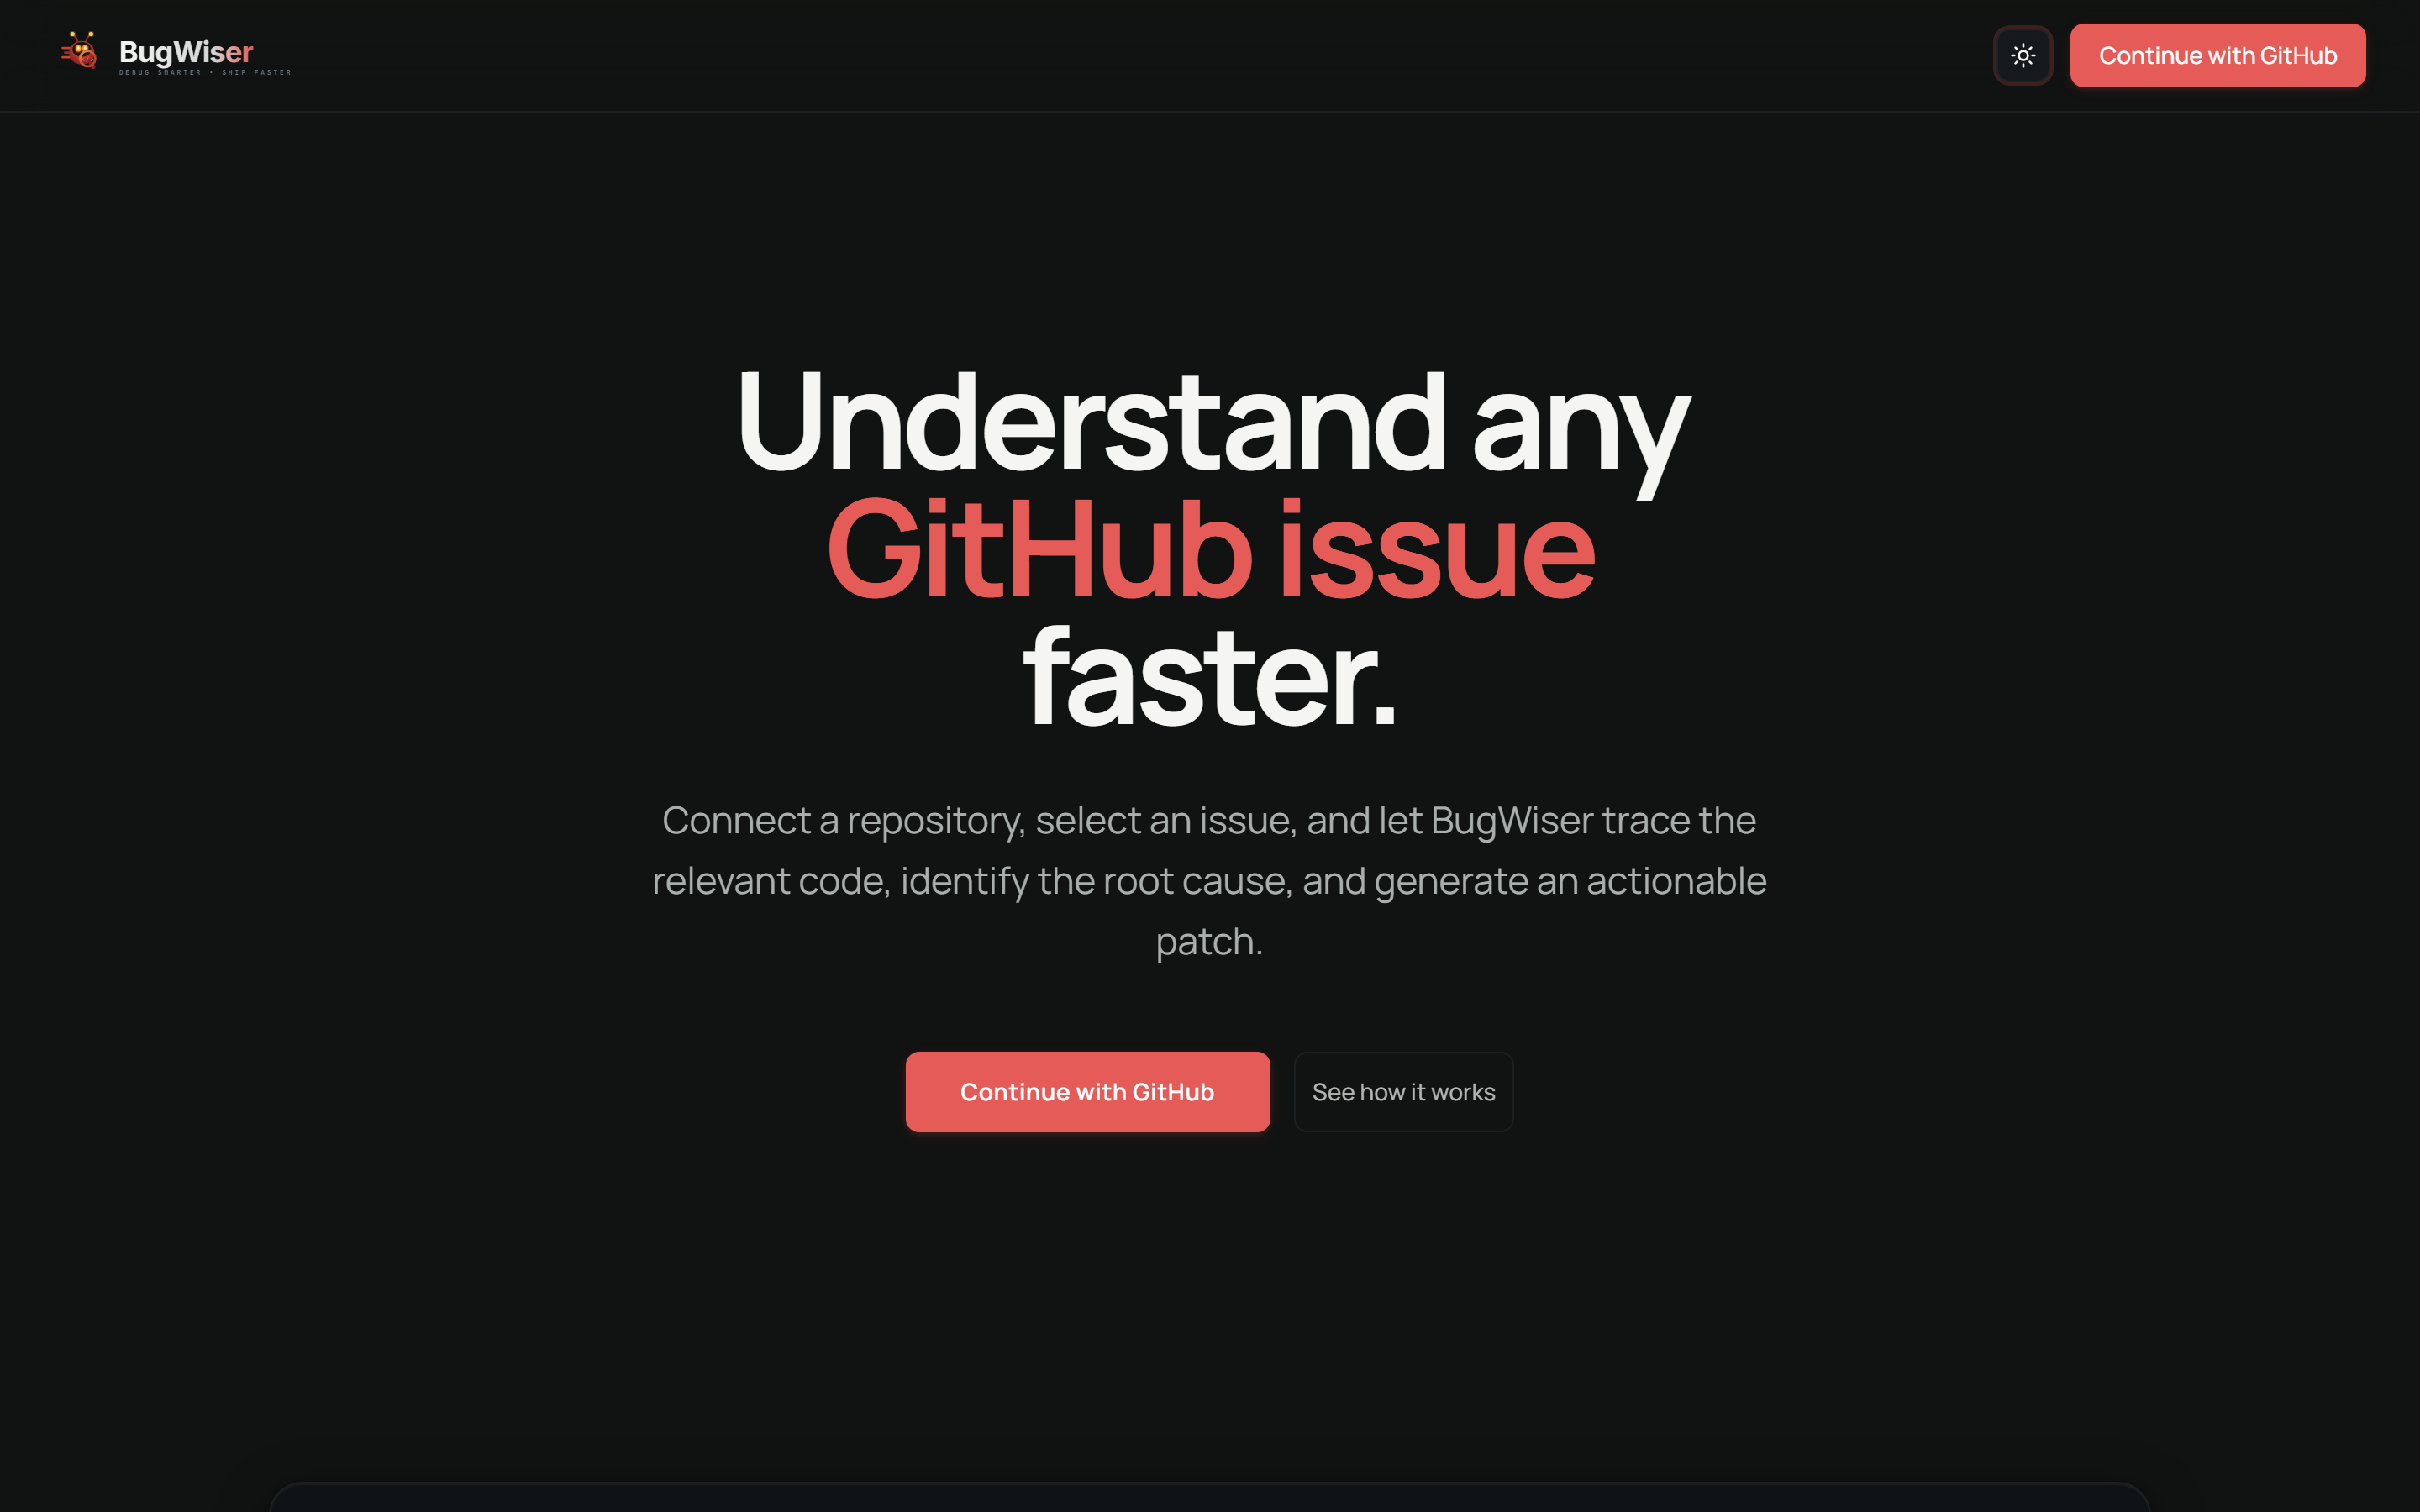 BugWiser
DEBUG SMARTER • SHIP FASTER
Continue with GitHub
Understand any
GitHub issue
faster.
Connect a repository, select an issue, and let BugWiser trace the
relevant code, identify the root cause, and generate an actionable
patch.
Continue with GitHub
See how it works